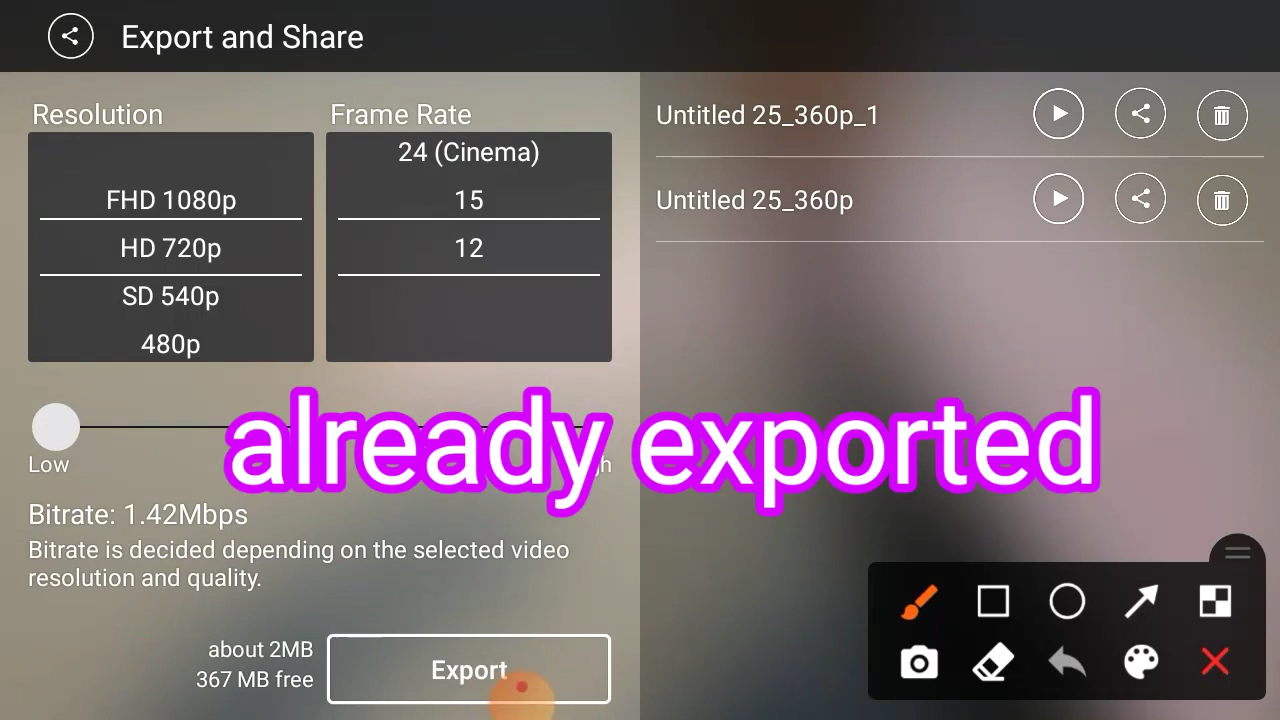 Export and Share
Resolution
Frame Rate
FHD 1080p
HD 720p
SD 540p
480p
24 (Cinema)
15
12
Untitled 25_360p_1
Untitled 25_360p
already exported
Low
Bitrate: 1.42Mbps
Bitrate is decided depending on the selected video
resolution and quality.
about 2MB
367 MB free
Export